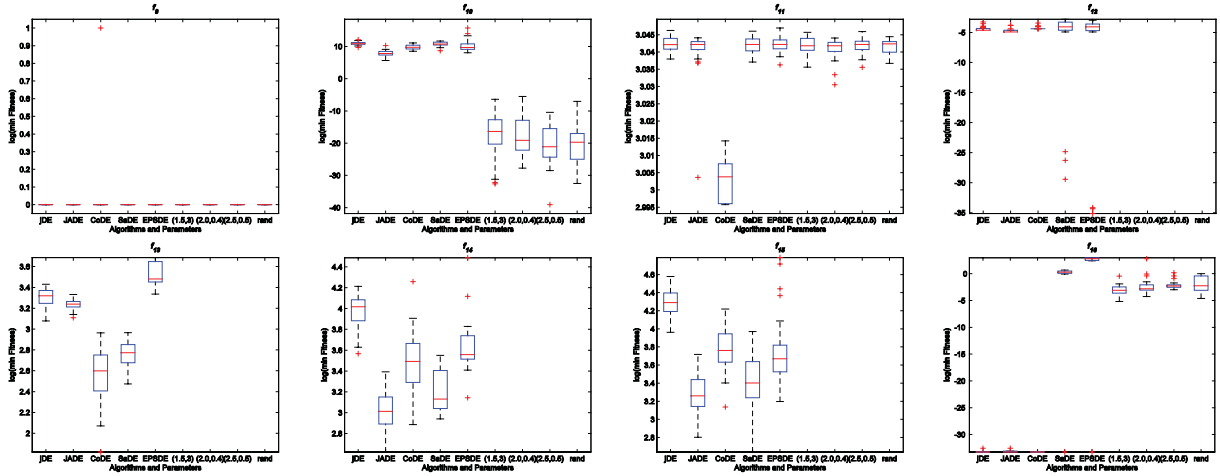 f9
1
0.9
0.8
0.7
0.6
0.5
0.4
0.3
0.2
0.1
0
log(min Fitness)
jDE JADE CoDE SaDE EPSDE (1.5,3) (2.0,0.4)(2.5,0.5) rand
Algorithms and Parameters
f10
10
0
-10
-20
-30
-40
log(min Fitness)
jDE JADE CoDE SaDE EPSDE (1.5,3) (2.0,0.4)(2.5,0.5) rand
Algorithms and Parameters
f11
3.045
3.04
3.035
3.03
3.025
3.02
3.015
3.01
3.005
3
2.995
log(min Fitness)
jDE JADE CoDE SaDE EPSDE (1.5,3) (2.0,0.4)(2.5,0.5) rand
Algorithms and Parameters
f12
-5
-10
-15
-20
-25
-30
-35
log(min Fitness)
jDE JADE CoDE SaDE EPSDE (1.5,3) (2.0,0.4)(2.5,0.5) rand
Algorithms and Parameters
f13
3.6
3.4
3.2
3
2.8
2.6
2.4
2.2
2
log(min Fitness)
jDE JADE CoDE SaDE EPSDE (1.5,3) (2.0,0.4)(2.5,0.5) rand
Algorithms and Parameters
f14
4.4
4.2
4
3.8
3.6
3.4
3.2
3
2.8
log(min Fitness)
jDE JADE CoDE SaDE EPSDE (1.5,3) (2.0,0.4)(2.5,0.5) rand
Algorithms and Parameters
f15
4.6
4.4
4.2
4
3.8
3.6
3.4
3.2
3
2.8
log(min Fitness)
jDE JADE CoDE SaDE EPSDE (1.5,3) (2.0,0.4)(2.5,0.5) rand
Algorithms and Parameters
f16
0
-5
-10
-15
-20
-25
-30
log(min Fitness)
jDE JADE CoDE SaDE EPSDE (1.5,3) (2.0,0.4)(2.5,0.5) rand
Algorithms and Parameters